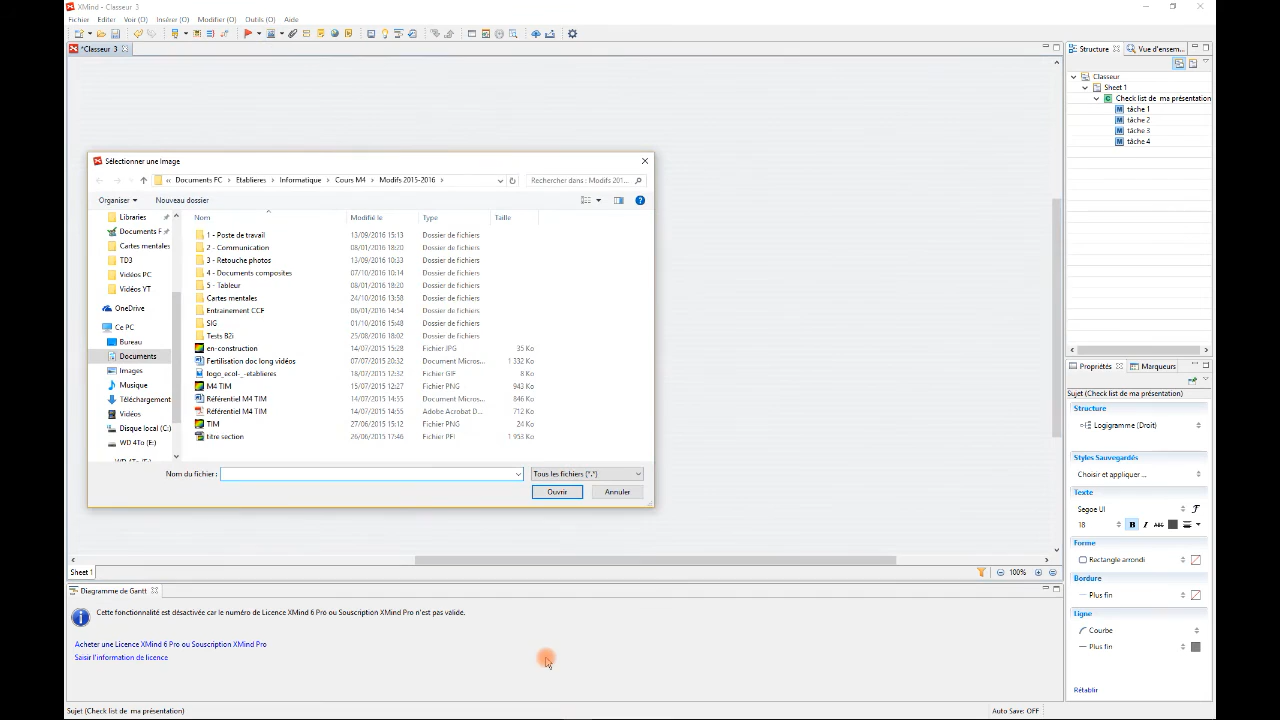 XMind - Classeur 3
Fichier Editer Voir (O) Insérer (O) Modifier (O) Outils (O) Aide
*Classeur 3
Structure Vue d'ensem...
Classeur
Sheet 1
Check list de ma présentation
tâche 1
tâche 2
tâche 3
tâche 4
Sélectionner une Image
« Documents FC Etablieres Informatique Cours M4 Modifs 2015-2016
Rechercher dans : Modifs 201...
Organiser Nouveau dossier
Nom Modifié le Type Taille
Libraries
Documents F
Cartes mentales
TD3
Vidéos PC
Vidéos YT
OneDrive
Ce PC
Bureau
Documents
Images
Musique
Téléchargement
Vidéos
Disque local (C:)
WD 4To (E:)
1 - Poste de travail 13/09/2016 15:13 Dossier de fichiers
2 - Communication 08/01/2016 18:20 Dossier de fichiers
3 - Retouche photos 13/09/2016 10:33 Dossier de fichiers
4 - Documents composites 07/10/2016 10:14 Dossier de fichiers
5 - Tableur 08/01/2016 18:20 Dossier de fichiers
Cartes mentales 24/10/2016 13:58 Dossier de fichiers
Entrainement CCF 06/01/2016 14:54 Dossier de fichiers
SIG 01/10/2016 15:48 Dossier de fichiers
Tests B2i 25/08/2016 18:02 Dossier de fichiers
en-construction 14/07/2015 15:28 Fichier JPG 35 Ko
Fertilisation doc long vidéos 07/07/2015 20:32 Document Micros... 1 332 Ko
logo_ecol-_-etablieres 18/07/2015 12:32 Fichier GIF 8 Ko
M4 TIM 15/07/2015 12:27 Fichier PNG 943 Ko
Référentiel M4 TIM 14/07/2015 14:55 Document Micros... 846 Ko
Référentiel M4 TIM 14/07/2015 14:55 Adobe Acrobat D... 712 Ko
TIM 27/06/2015 15:12 Fichier PNG 24 Ko
titre section 26/06/2015 17:46 Fichier PFI 1 953 Ko
Nom du fichier :
Tous les fichiers (*.*)
Ouvrir Annuler
Propriétés Marqueurs
Sujet (Check list de ma présentation)
Structure
Logigramme (Droit)
Styles Sauvegardés
Choisir et appliquer ...
Texte
Segoe UI
18 B I ABC
Forme
Rectangle arrondi
Bordure
Plus fin
Ligne
Courbe
Plus fin
Rétablir
Sheet 1
100%
Diagramme de Gantt
Cette fonctionnalité est désactivée car le numéro de Licence XMind 6 Pro ou Souscription XMind Pro n'est pas valide.
Acheter une Licence XMind 6 Pro ou Souscription XMind Pro
Saisir l'information de licence
Sujet (Check list de ma présentation)
Auto Save: OFF